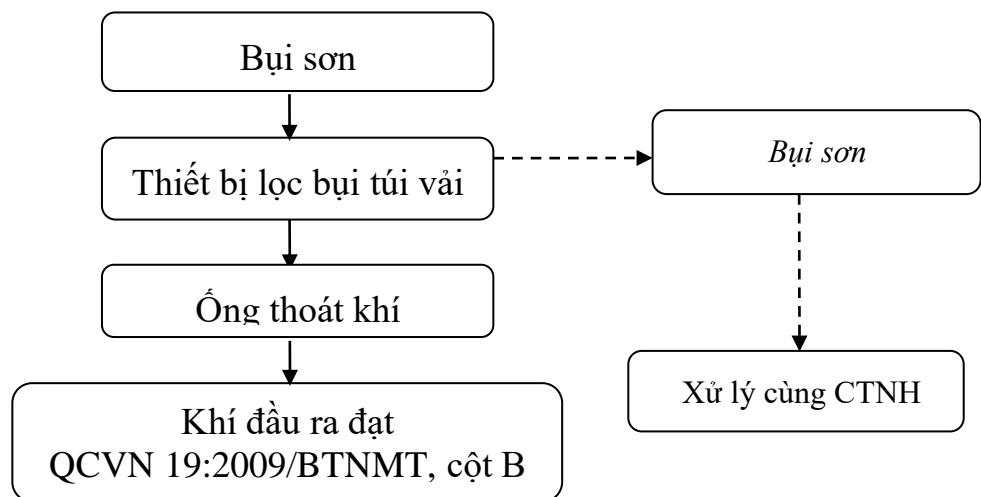 Bụi sơn
Thiết bị lọc bụi túi vải
Bụi sơn
Ống thoát khí
Xử lý cùng CTNH
Khí đầu ra đạt
QCVN 19:2009/BTNMT, cột B